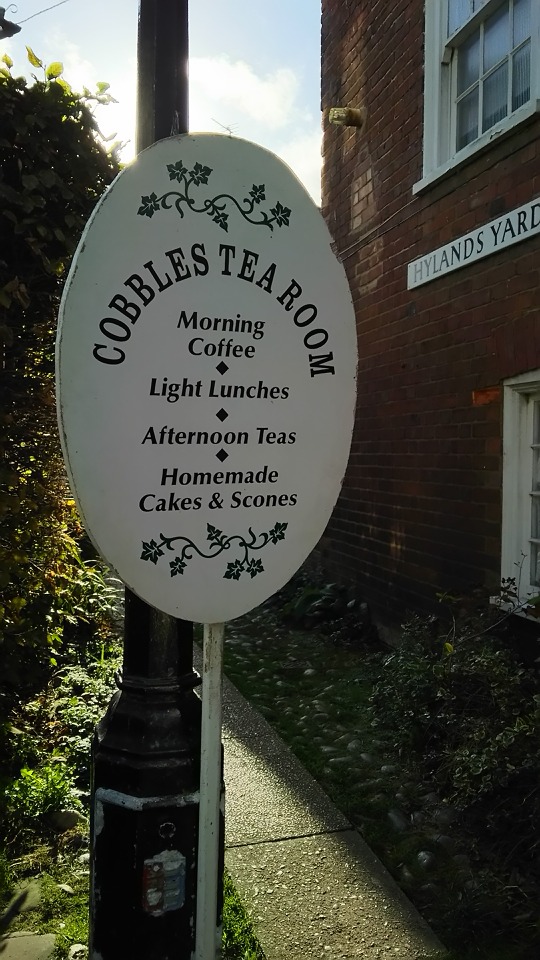 COBBLES TEA ROOM
Morning
Coffee
Light Lunches
Afternoon Teas
Homemade
Cakes & Scones
HYLANDS YARD